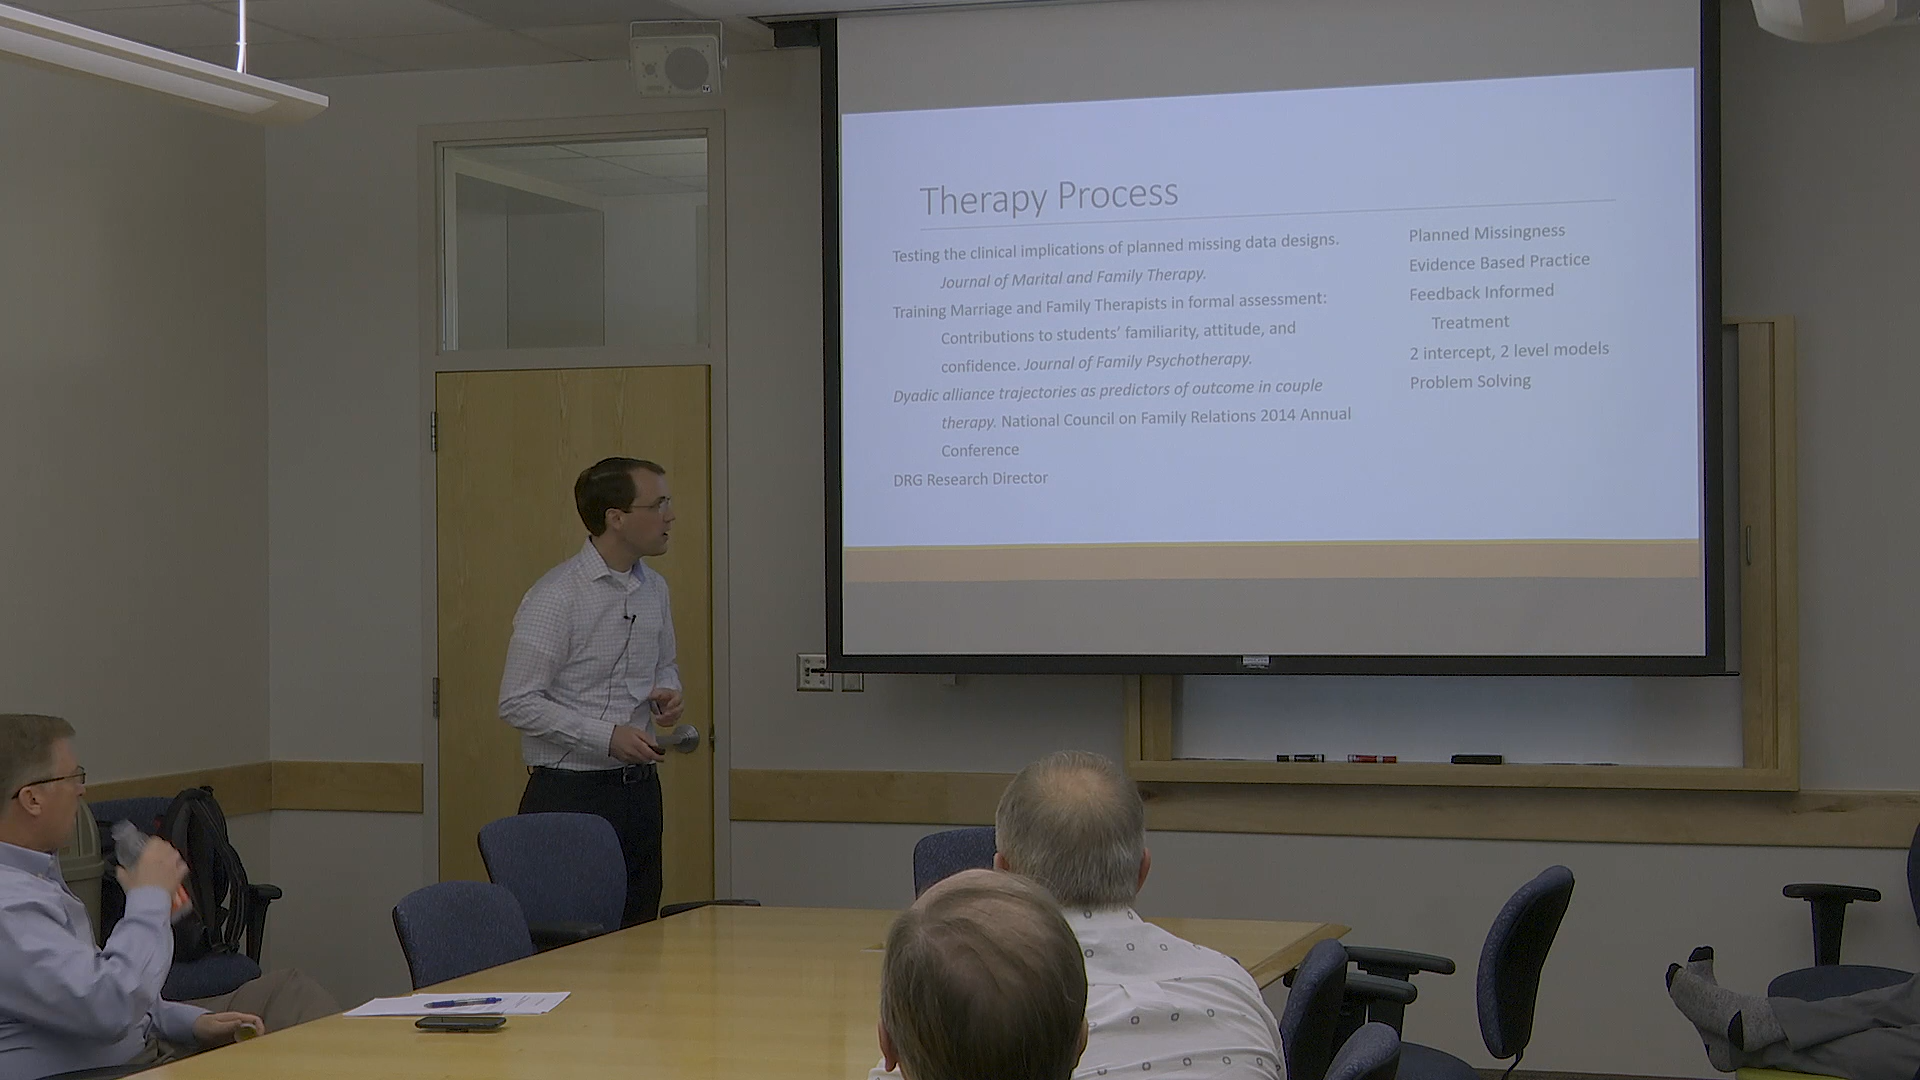 Therapy Process
Testing the clinical implications of planned missing data designs.
Journal of Marital and Family Therapy.
Training Marriage and Family Therapists in formal assessment:
Contributions to students' familiarity, attitude, and
confidence. Journal of Family Psychotherapy.
Dyadic alliance trajectories as predictors of outcome in couple
therapy. National Council on Family Relations 2014 Annual
Conference
DRG Research Director
Planned Missingness
Evidence Based Practice
Feedback Informed
Treatment
2 intercept, 2 level models
Problem Solving